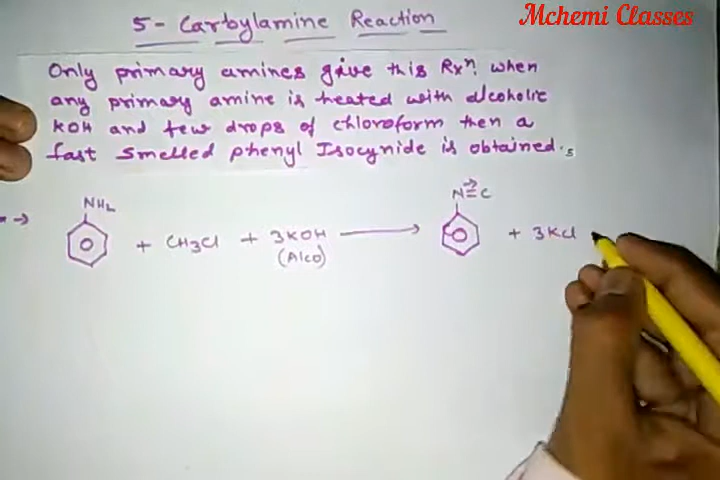 Mchemi Classes
5- Carbylamine Reaction
Only primary amines give this Rxⁿ. when
any primary amine is heated with alcoholic
KOH and few drops of chloroform then a
fast smelled phenyl Isocynide is obtained.
NH₂ N≡C
+ CH₃Cl + 3KOH ⟶ + 3KCl
(Alco)